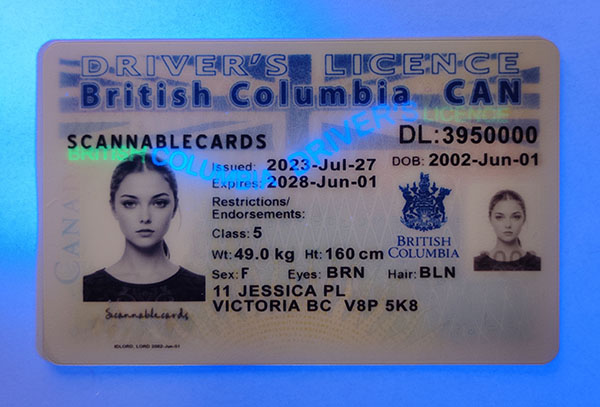 DRIVER'S LICENCE
British Columbia CAN
SCANNABLECARDS
DL:3950000
BRITISH COLUMBIA DRIVER'S LICENCE
Issued: 2023-Jul-27
DOB: 2002-Jun-01
Expires: 2028-Jun-01
Restrictions/
Endorsements:
Class: 5
Wt: 49.0 kg Ht: 160 cm
Sex: F Eyes: BRN Hair: BLN
11 JESSICA PL
VICTORIA BC V8P 5K8
BRITISH
COLUMBIA
CANA
Scannablecards